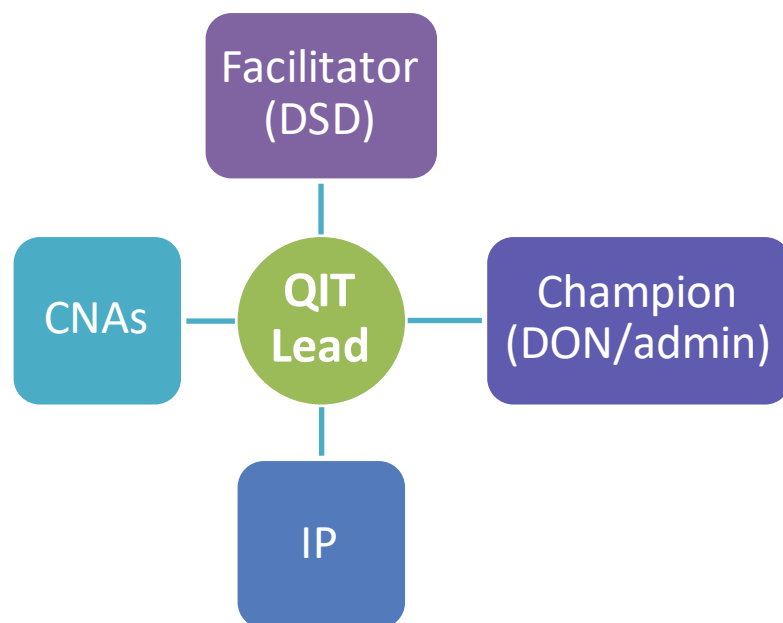 Facilitator
(DSD)
CNAs
QIT
Lead
Champion
(DON/admin)
IP